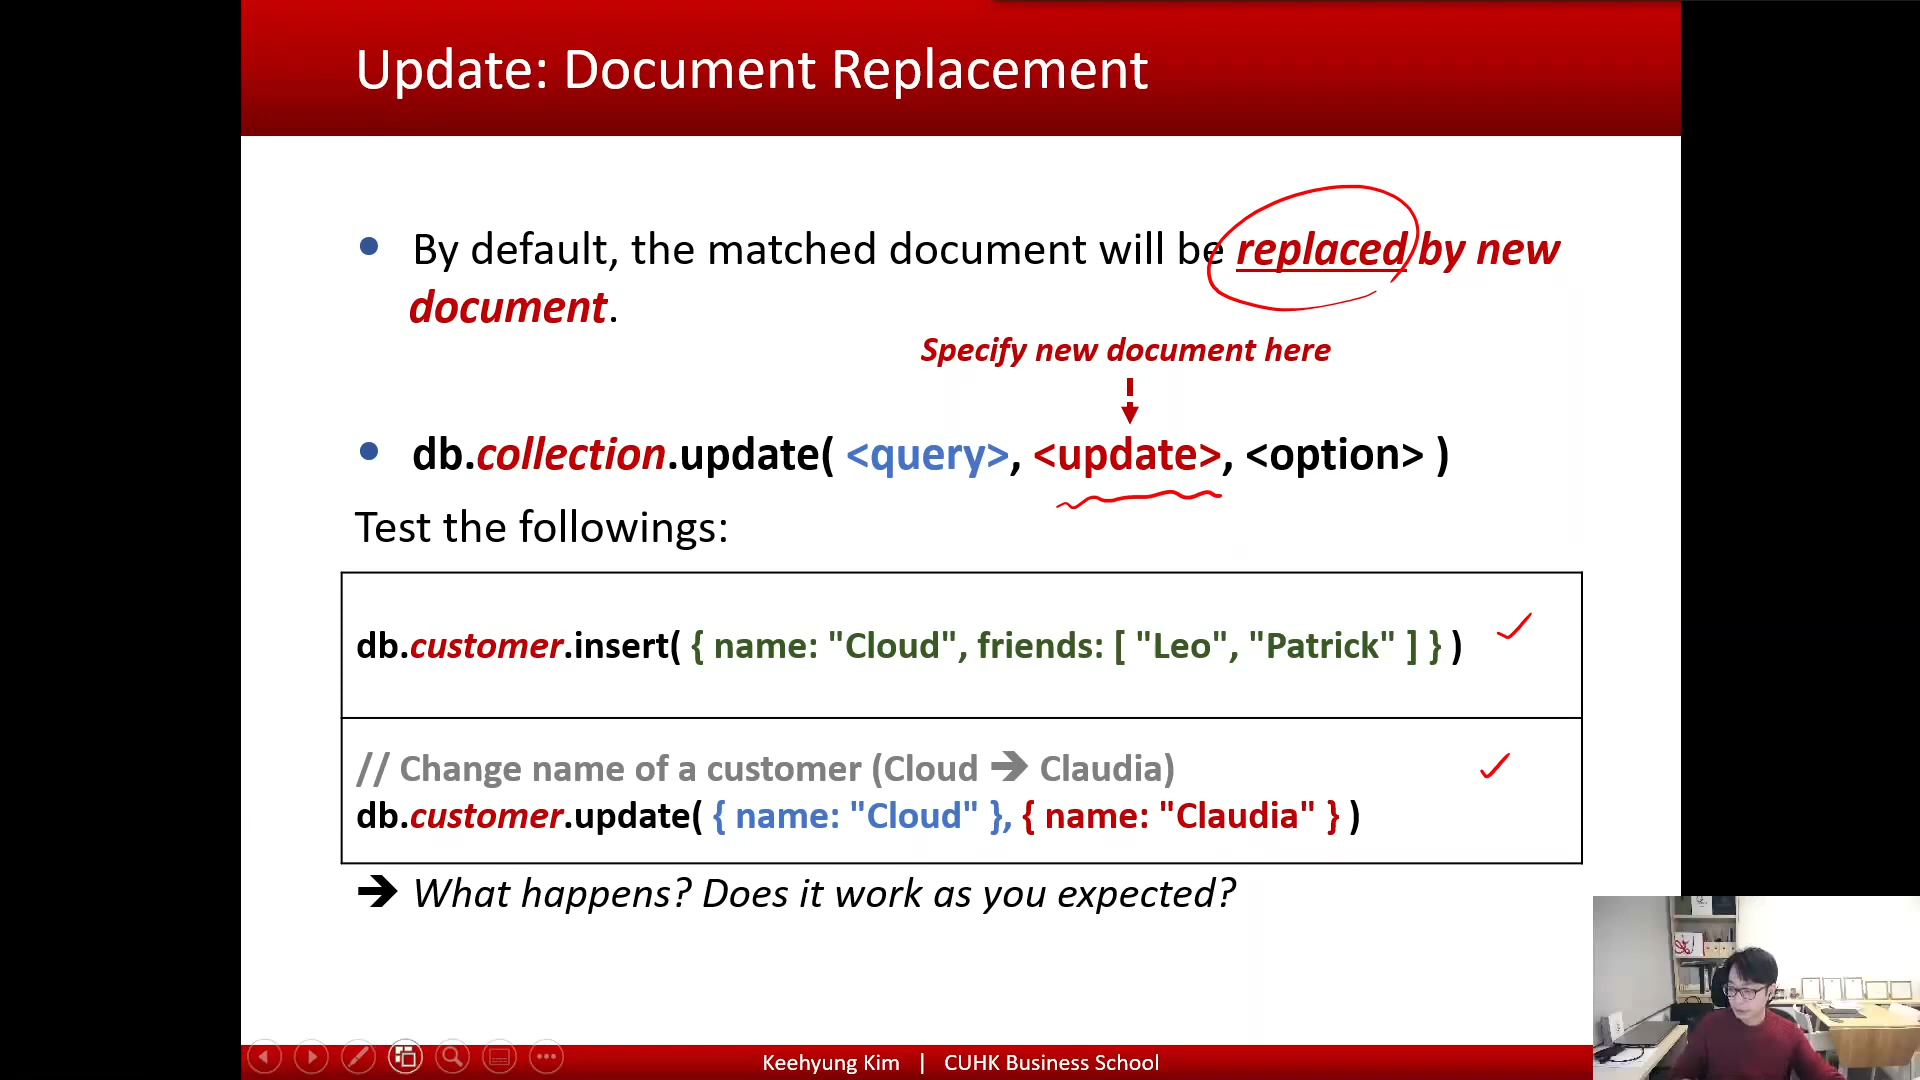 Update: Document Replacement
By default, the matched document will be replaced by new
document.
Specify new document here
db.collection.update( <query>, <update>, <option> )
Test the followings:
db.customer.insert( { name: "Cloud", friends: [ "Leo", "Patrick" ] } )
// Change name of a customer (Cloud ➔ Claudia)
db.customer.update( { name: "Cloud" }, { name: "Claudia" } )
➔ What happens? Does it work as you expected?
Keehyung Kim | CUHK Business School